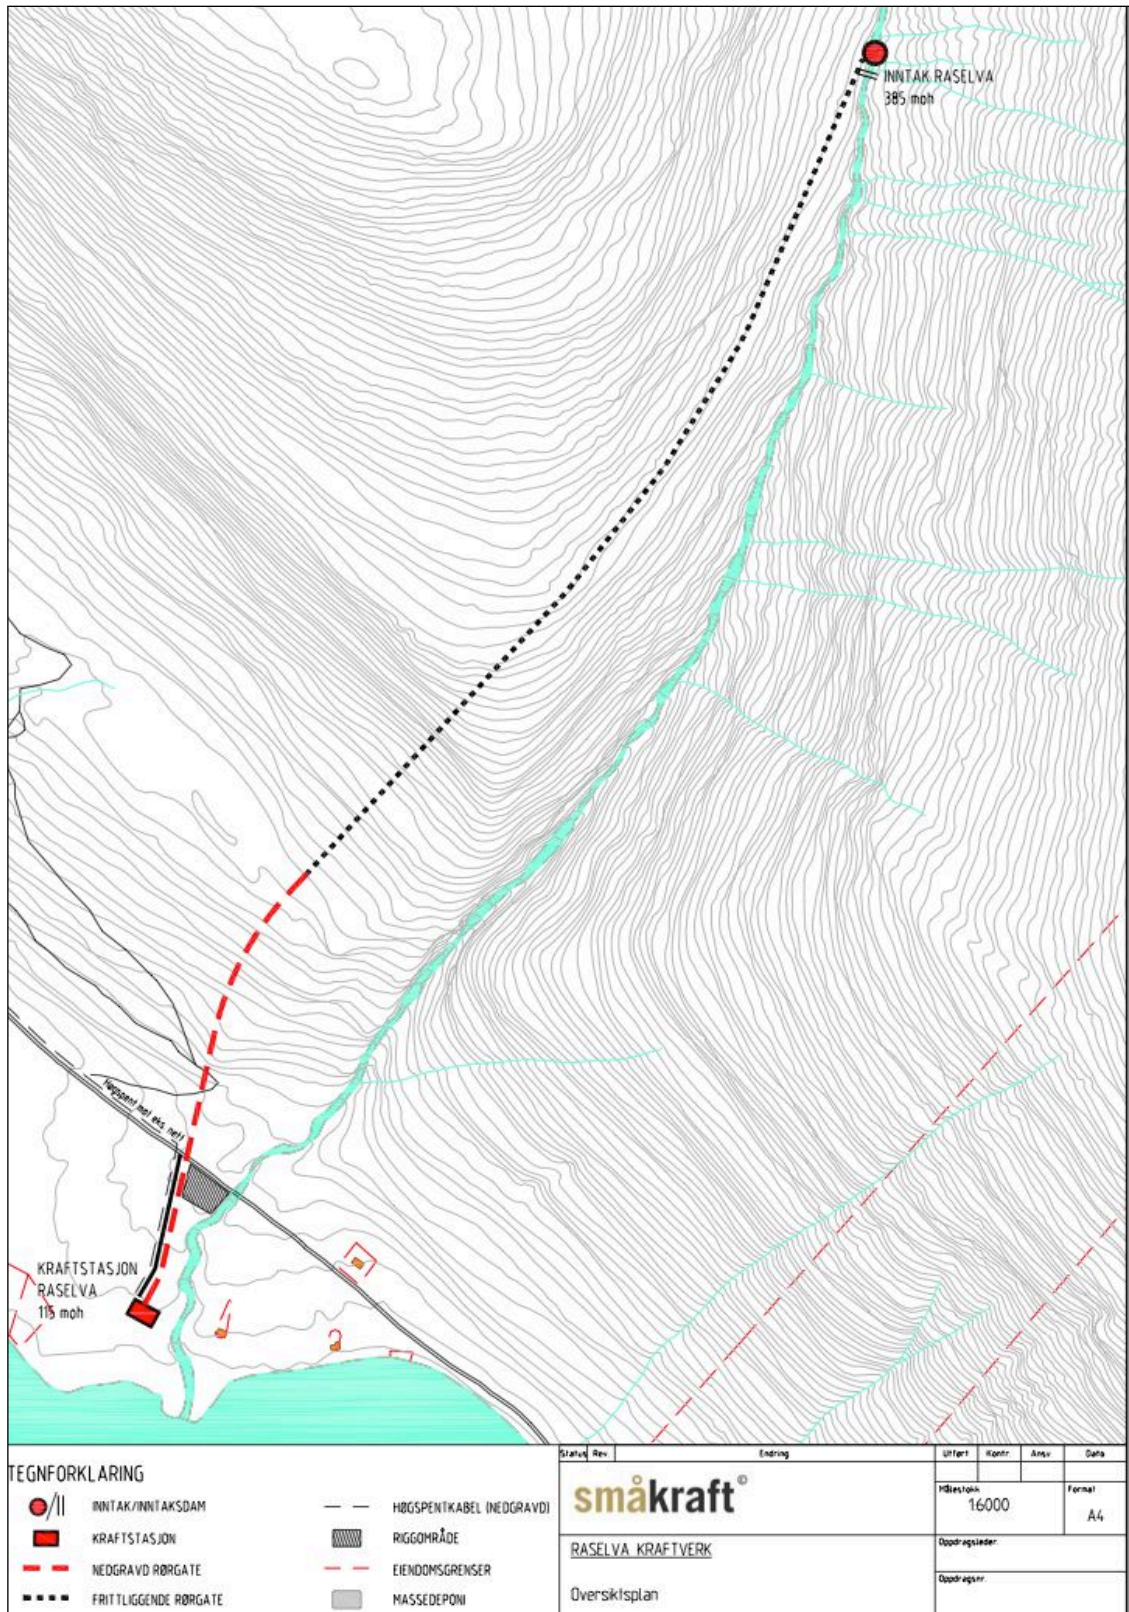 INNTAK RASELVA
385 moh
Høgspent mot eks. nett
KRAFTSTASJON
RASELVA
115 moh
TEGNFORKLARING
INNTAK/INNTAKSDAM
KRAFTSTASJON
NEDGRAVD RØRGATE
FRITTLIGGENDE RØRGATE
HØGSPENTKABEL (NEDGRAVD)
RIGGOMRÅDE
EIENDOMSGRENSER
MASSEDEPONI
Status Rev. Endring Utført Kontr. Ansv. Dato
småkraft©
Målestokk
1:6000
Format
A4
RASELVA KRAFTVERK
Oversiktsplan
Oppdragsleder.
Oppdragsnr.